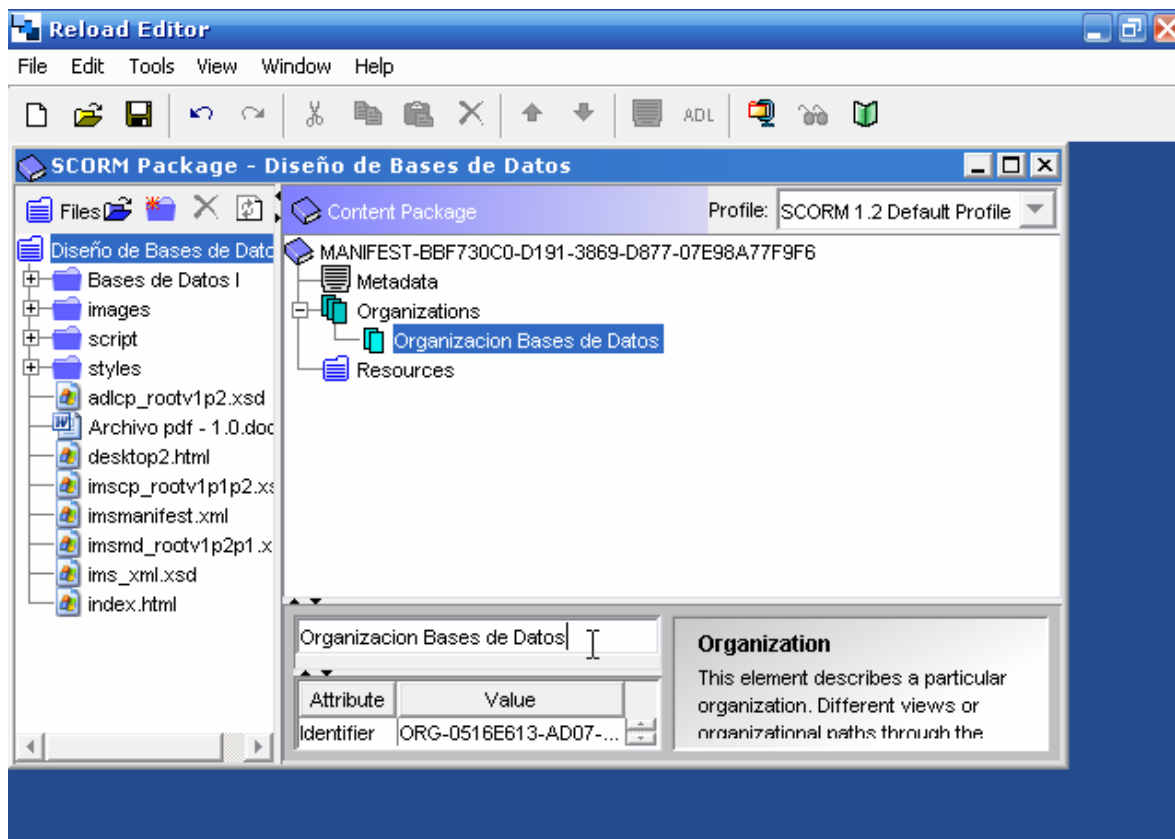 Reload Editor
File Edit Tools View Window Help
ADL
SCORM Package - Diseño de Bases de Datos
Files
Content Package
Profile: SCORM 1.2 Default Profile
Diseño de Bases de Datc
Bases de Datos I
images
script
styles
adlcp_rootv1p2.xsd
Archivo pdf - 1.0.doc
desktop2.html
imscp_rootv1p1p2.xs
imsmanifest.xml
imsmd_rootv1p2p1.x
ims_xml.xsd
index.html
MANIFEST-BBF730C0-D191-3869-D877-07E98A77F9F6
Metadata
Organizations
Organizacion Bases de Datos
Resources
Organizacion Bases de Datos
Attribute Value
Identifier ORG-0516E613-AD07-...
Organization
This element describes a particular
organization. Different views or
organizational paths through the